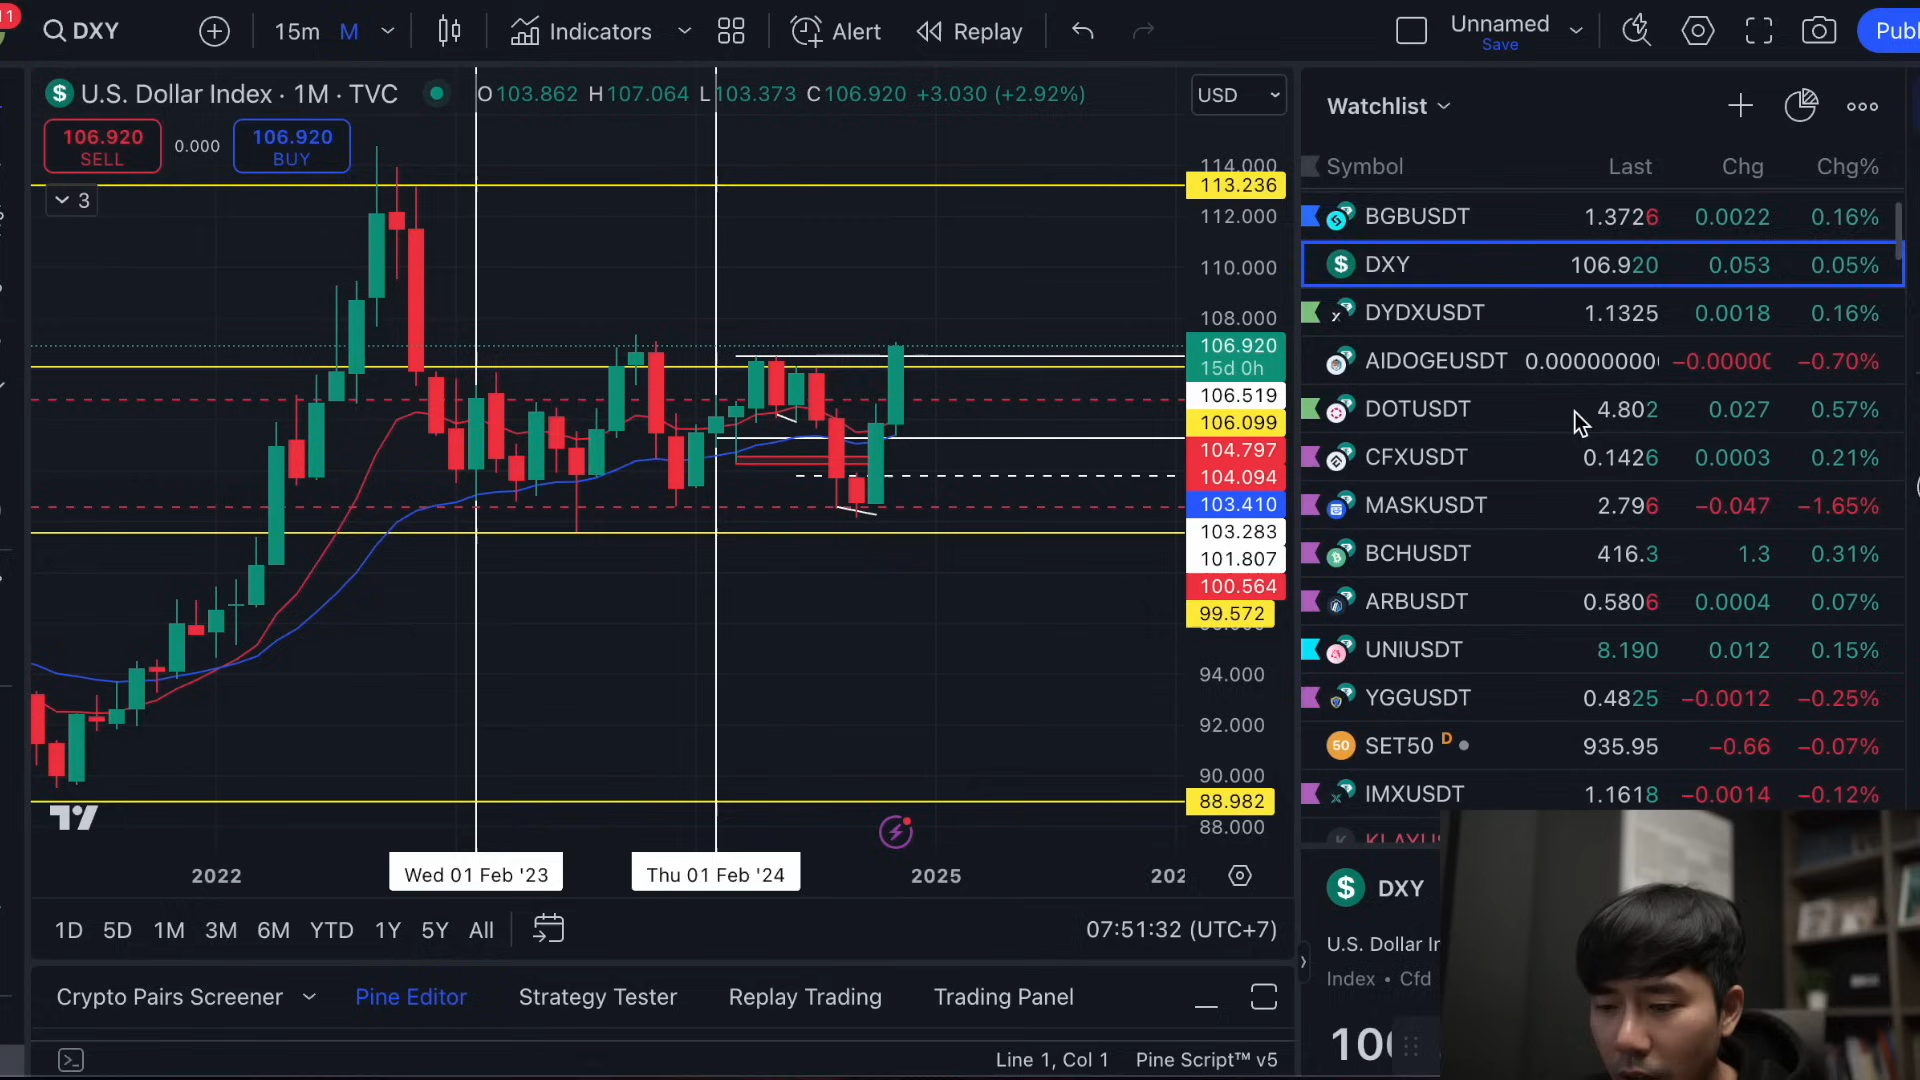 11
DXY
15m M
Indicators
Alert
Replay
Unnamed
Save
Publ
$ U.S. Dollar Index · 1M · TVC
O103.862 H107.064 L103.373 C106.920 +3.030 (+2.92%)
USD
106.920
SELL
0.000
106.920
BUY
3
114.000
113.236
112.000
110.000
108.000
106.920
15d 0h
106.519
106.099
104.797
104.094
103.410
103.283
101.807
100.564
99.572
94.000
92.000
90.000
88.982
88.000
2022
Wed 01 Feb '23
Thu 01 Feb '24
2025
202
1D 5D 1M 3M 6M YTD 1Y 5Y All
07:51:32 (UTC+7)
Crypto Pairs Screener
Pine Editor
Strategy Tester
Replay Trading
Trading Panel
Line 1, Col 1
Pine Script™ v5
Watchlist
Symbol Last Chg Chg%
BGBUSDT 1.3726 0.0022 0.16%
$ DXY 106.920 0.053 0.05%
DYDXUSDT 1.1325 0.0018 0.16%
AIDOGEUSDT 0.000000000 −0.00000 −0.70%
DOTUSDT 4.802 0.027 0.57%
CFXUSDT 0.1426 0.0003 0.21%
MASKUSDT 2.796 −0.047 −1.65%
BCHUSDT 416.3 1.3 0.31%
ARBUSDT 0.5806 0.0004 0.07%
UNIUSDT 8.190 0.012 0.15%
YGGUSDT 0.4825 −0.0012 −0.25%
50 SET50 D 935.95 −0.66 −0.07%
IMXUSDT 1.1618 −0.0014 −0.12%
$ DXY
U.S. Dollar Ir
Index • Cfd